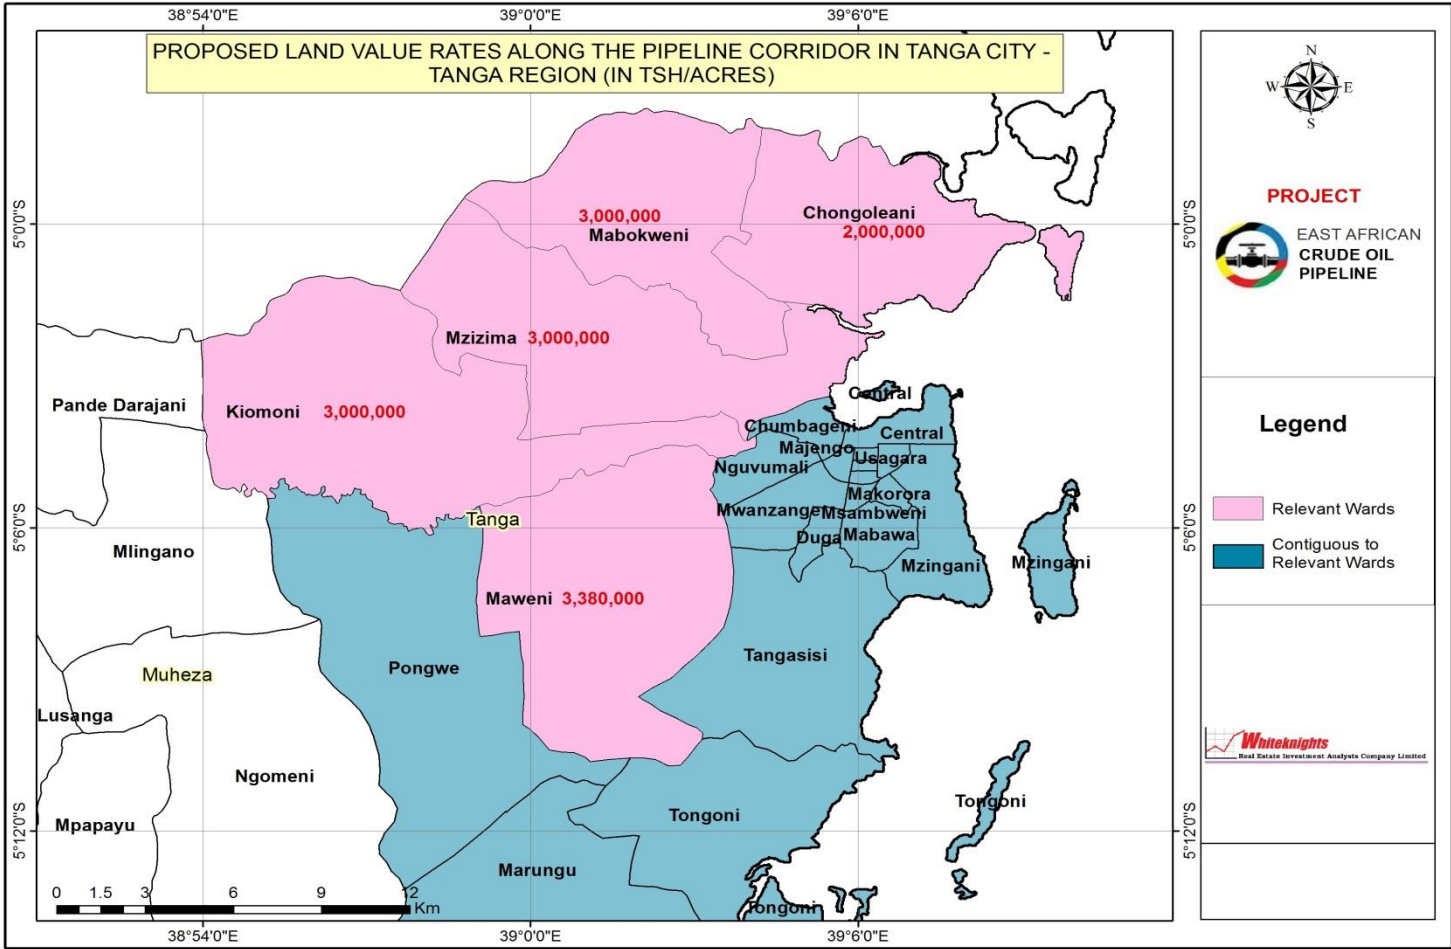 38°54'0"E
39°0'0"E
39°6'0"E
PROPOSED LAND VALUE RATES ALONG THE PIPELINE CORRIDOR IN TANGA CITY -
TANGA REGION (IN TSH/ACRES)
N
W
E
S
PROJECT
EAST AFRICAN
CRUDE OIL
PIPELINE
5°0'0"S
5°0'0"S
3,000,000
Mabokweni
Chongoleani
2,000,000
Mzizima 3,000,000
Pande Darajani
Kiomoni 3,000,000
Central
Chumbageni
Central
Majengo
Usagara
Nguvumali
Makorora
Mwanzange
Msambweni
Duga
Mabawa
Mzingani
Mzingani
Legend
Relevant Wards
Contiguous to
Relevant Wards
5°6'0"S
5°6'0"S
Tanga
Mlingano
Maweni 3,380,000
Pongwe
Tangasisi
Muheza
Lusanga
Ngomeni
Whiteknights
Real Estate Investment Analysts Company Limited
Mpapayu
Tongoni
Tongoni
5°12'0"S
5°12'0"S
Marungu
Tongoni
0 1.5 3 6 9 12
Km
38°54'0"E
39°0'0"E
39°6'0"E